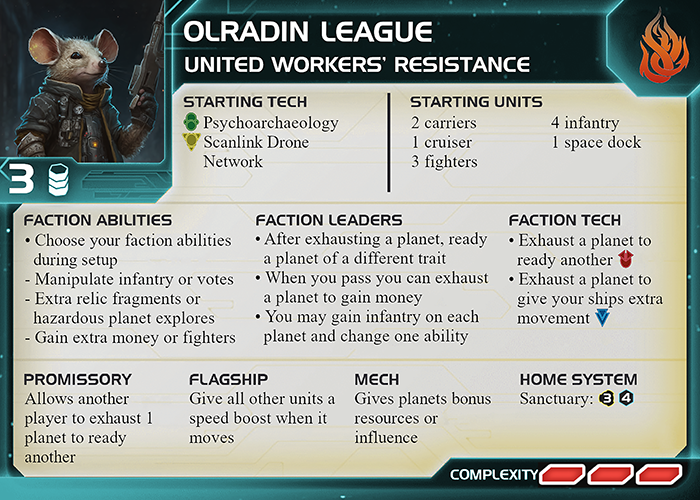 OLRADIN LEAGUE
UNITED WORKERS' RESISTANCE
3
STARTING TECH
Psychoarchaeology
Scanlink Drone
Network
STARTING UNITS
2 carriers
1 cruiser
3 fighters
4 infantry
1 space dock
FACTION ABILITIES
• Choose your faction abilities
during setup
- Manipulate infantry or votes
- Extra relic fragments or
hazardous planet explores
- Gain extra money or fighters
FACTION LEADERS
• After exhausting a planet, ready
a planet of a different trait
• When you pass you can exhaust
a planet to gain money
• You may gain infantry on each
planet and change one ability
FACTION TECH
• Exhaust a planet to
ready another
• Exhaust a planet to
give your ships extra
movement
PROMISSORY
Allows another
player to exhaust 1
planet to ready
another
FLAGSHIP
Give all other units a
speed boost when it
moves
MECH
Gives planets bonus
resources or
influence
HOME SYSTEM
Sanctuary: 3 4
COMPLEXITY